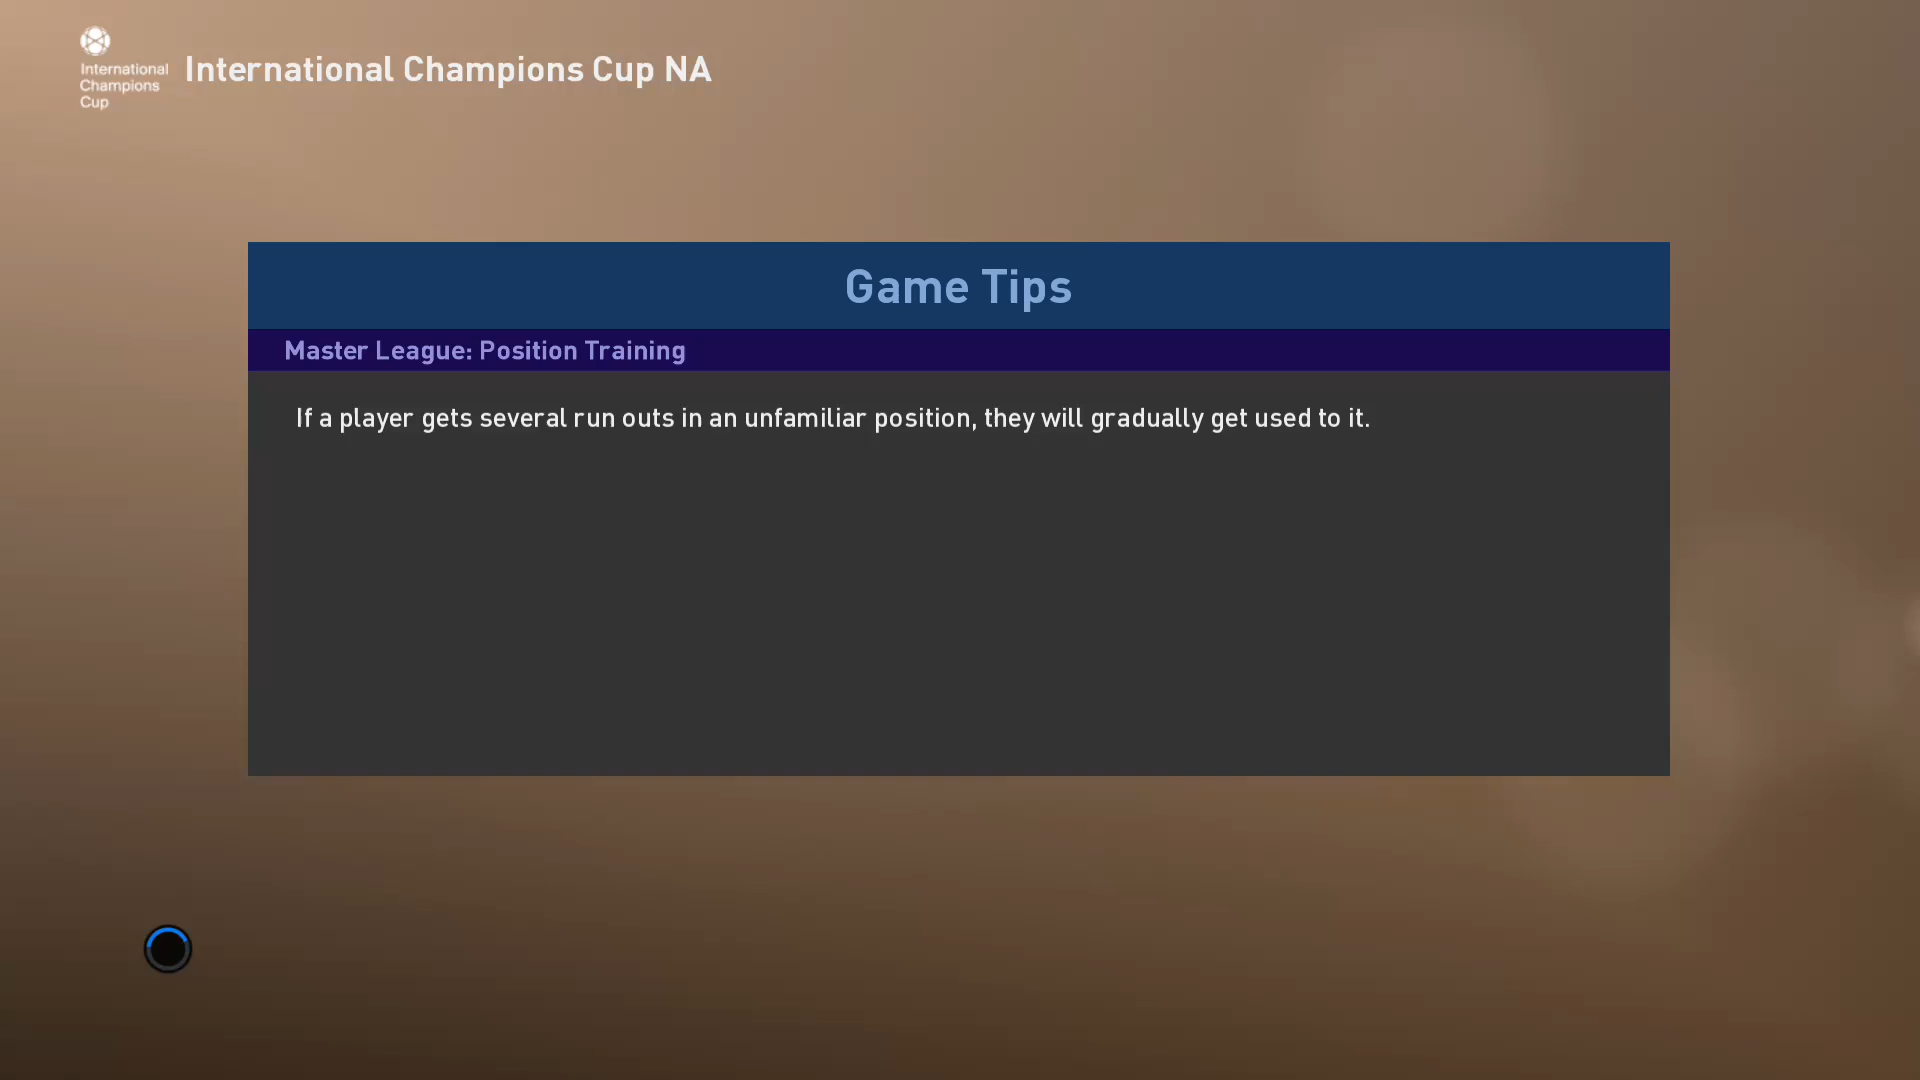 International
Champions
Cup
International Champions Cup NA
Game Tips
Master League: Position Training
If a player gets several run outs in an unfamiliar position, they will gradually get used to it.